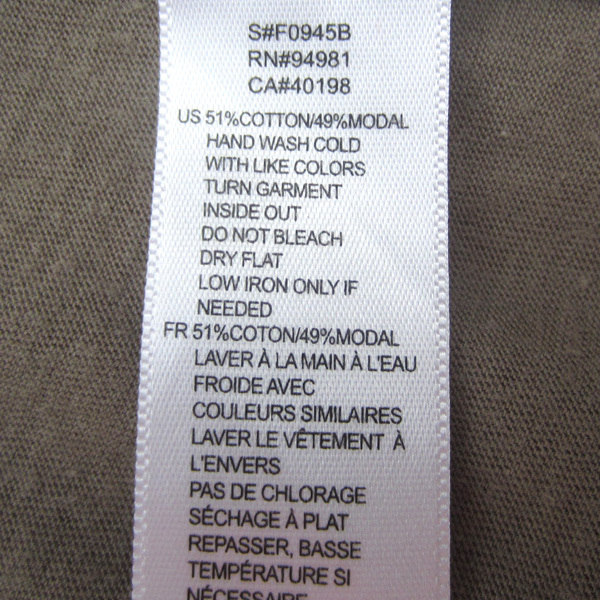 S#F0945B
RN#94981
CA#40198
US 51%COTTON/49%MODAL
HAND WASH COLD
WITH LIKE COLORS
TURN GARMENT
INSIDE OUT
DO NOT BLEACH
DRY FLAT
LOW IRON ONLY IF
NEEDED
FR 51%COTON/49%MODAL
LAVER À LA MAIN À L'EAU
FROIDE AVEC
COULEURS SIMILAIRES
LAVER LE VÊTEMENT À
L'ENVERS
PAS DE CHLORAGE
SÉCHAGE À PLAT
REPASSER, BASSE
TEMPÉRATURE SI
NÉCESSAIRE